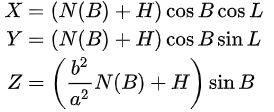 X = (N(B) + H) cos B cos L
Y = (N(B) + H) cos B sin L
Z = ( b²/a² N(B) + H ) sin B